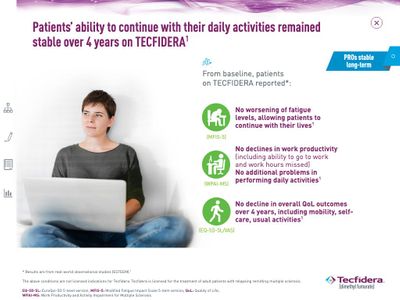 Patients' ability to continue with their daily activities remained
stable over 4 years on TECFIDERA¹
PROs stable
long-term
From baseline, patients
on TECFIDERA reported*:
No worsening of fatigue
levels, allowing patients to
continue with their lives¹
(MFIS-5)
No declines in work productivity
(including ability to go to work
and work hours missed)
No additional problems in
performing daily activities¹
(WPAI-MS)
No decline in overall QoL outcomes
over 4 years, including mobility, self-
care, usual activities¹
(EQ-5D-5L/VAS)
* Results are from real-world observational studies
The above conditions are not licensed indications for Tecfidera. Tecfidera is licensed for the treatment of adult patients with relapsing remitting multiple sclerosis.
EQ-5D-5L: EuroQol 5D 5-level version, MFIS-5: Modified Fatigue Impact Scale 5-item version, QoL: Quality of Life,
WPAI-MS: Work Productivity and Activity Impairment for Multiple Sclerosis.
Tecfidera
(dimethyl fumarate)